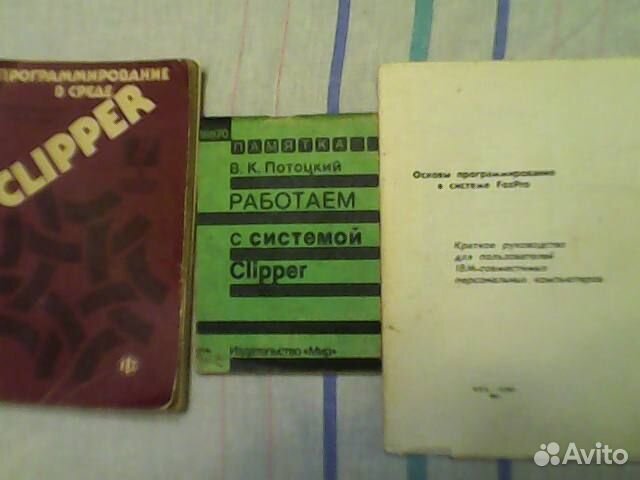 ПРОГРАММИРОВАНИЕ
В СРЕДЕ
CLIPPER
ПАМЯТКА
В. К. Потоцкий
РАБОТАЕМ
С СИСТЕМОЙ
Clipper
Издательство «Мир»
Основы программирования
в системе FoxPro
Краткое руководство
для пользователей
IBM-совместимых
персональных компьютеров
Avito